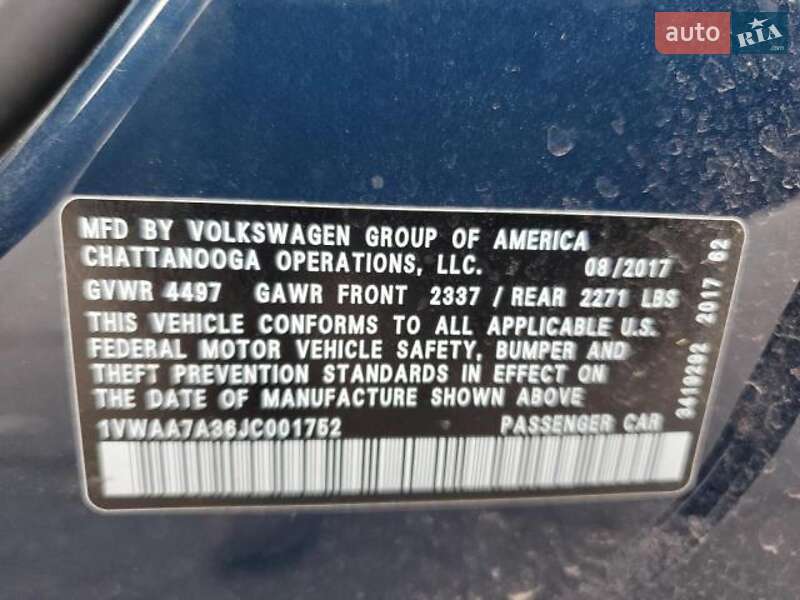 auto RIA
MFD BY VOLKSWAGEN GROUP OF AMERICA
CHATTANOOGA OPERATIONS, LLC. 08/2017
GVWR 4497 GAWR FRONT 2337 / REAR 2271 LBS
THIS VEHICLE CONFORMS TO ALL APPLICABLE U.S.
FEDERAL MOTOR VEHICLE SAFETY, BUMPER AND
THEFT PREVENTION STANDARDS IN EFFECT ON
THE DATE OF MANUFACTURE SHOWN ABOVE
1VWAA7A36JC001752 PASSENGER CAR
3419292 2017 62